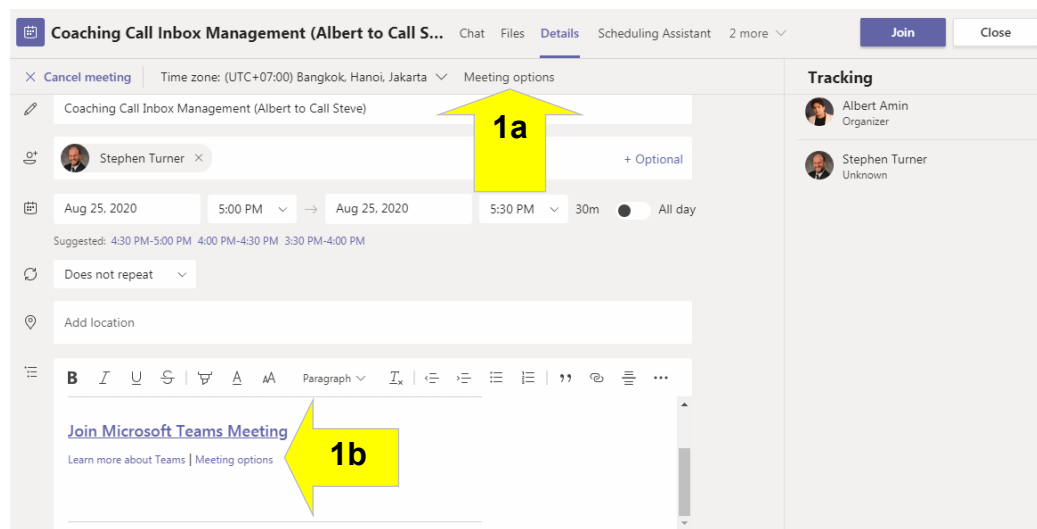 Coaching Call Inbox Management (Albert to Call S... Chat Files Details Scheduling Assistant 2 more Join Close
Cancel meeting Time zone: (UTC+07:00) Bangkok, Hanoi, Jakarta Meeting options Tracking
Coaching Call Inbox Management (Albert to Call Steve)
Albert Amin
Organizer
1a
Stephen Turner + Optional
Stephen Turner
Unknown
Aug 25, 2020 5:00 PM → Aug 25, 2020 5:30 PM 30m All day
Suggested: 4:30 PM-5:00 PM 4:00 PM-4:30 PM 3:30 PM-4:00 PM
Does not repeat
Add location
B I U S A AA Paragraph Tx
Join Microsoft Teams Meeting
1b
Learn more about Teams | Meeting options